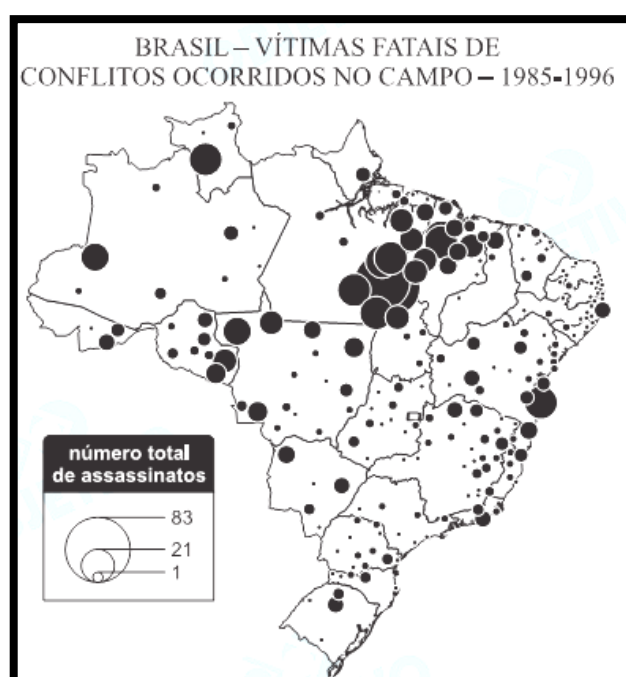 BRASIL – VÍTIMAS FATAIS DE
CONFLITOS OCORRIDOS NO CAMPO – 1985-1996
número total
de assassinatos
83
21
1